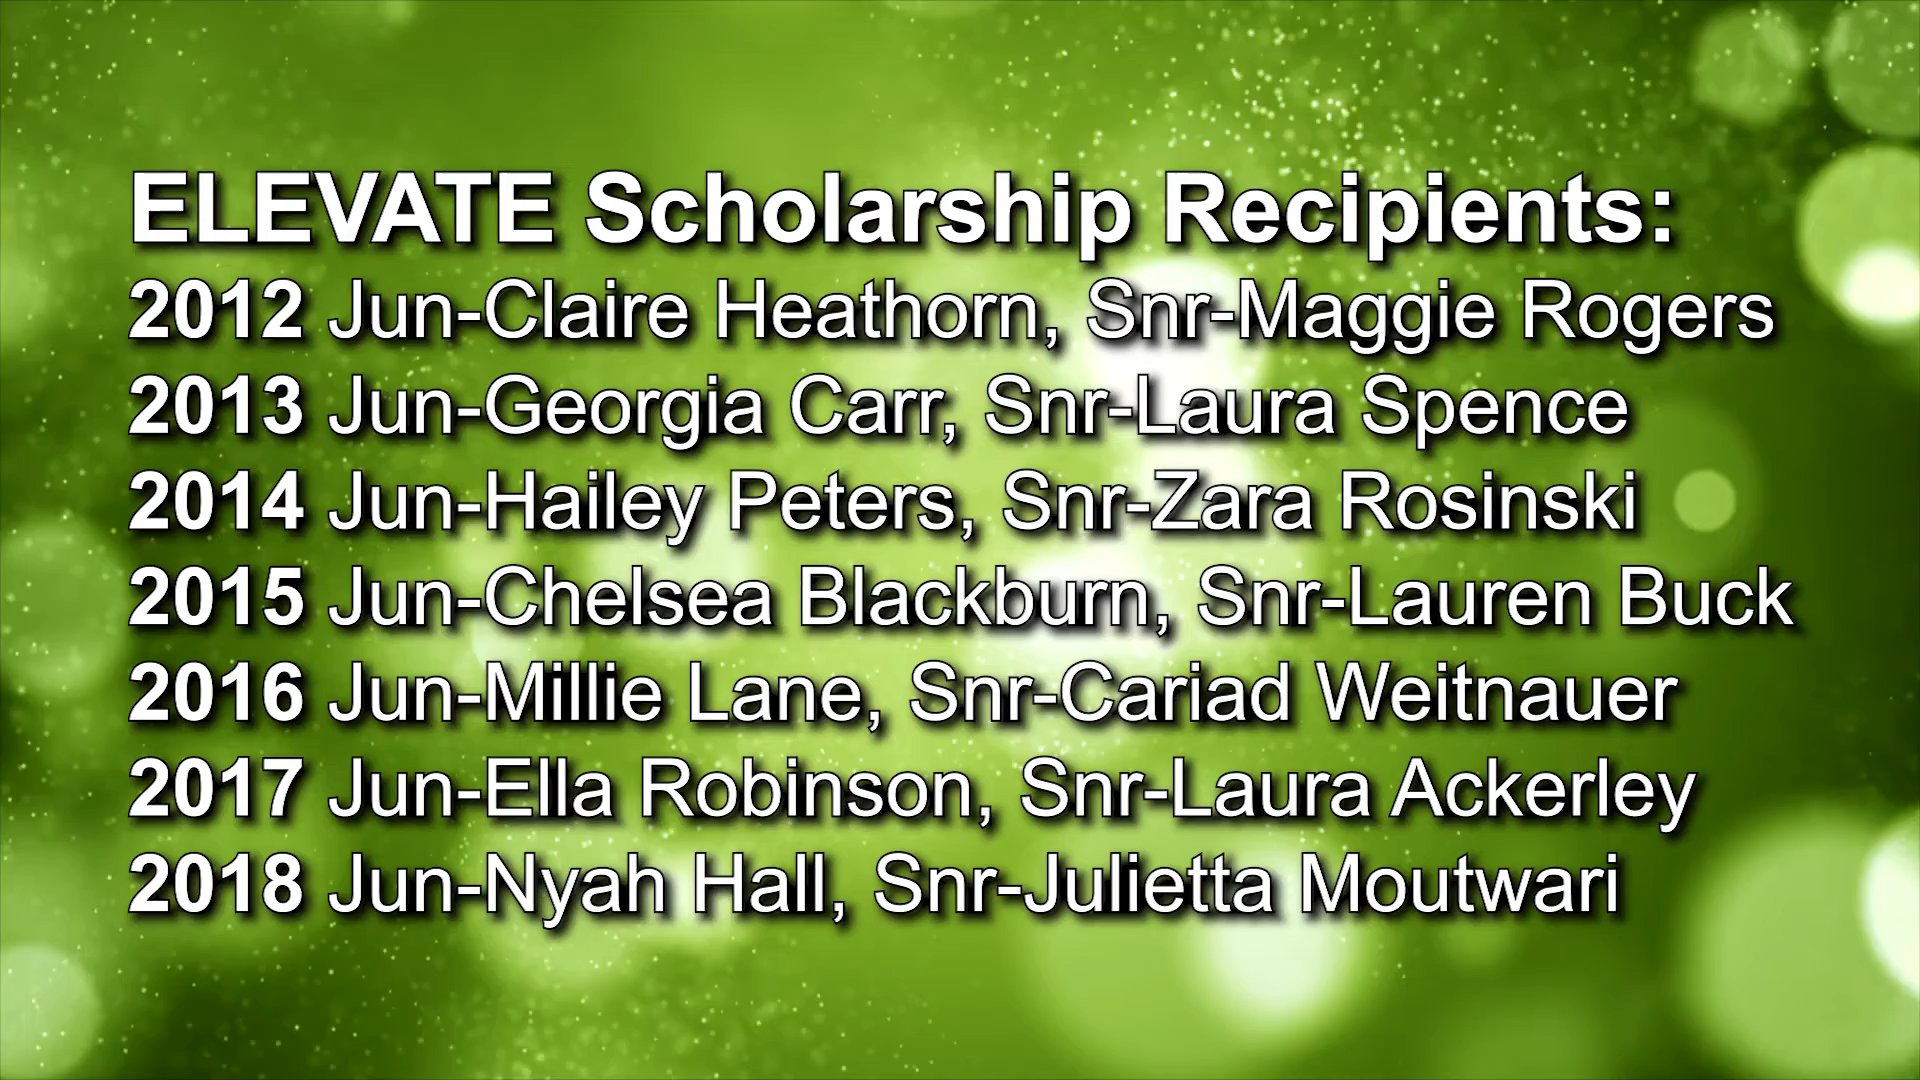 ELEVATE Scholarship Recipients:
2012 Jun-Claire Heathorn, Snr-Maggie Rogers
2013 Jun-Georgia Carr, Snr-Laura Spence
2014 Jun-Hailey Peters, Snr-Zara Rosinski
2015 Jun-Chelsea Blackburn, Snr-Lauren Buck
2016 Jun-Millie Lane, Snr-Cariad Weitnauer
2017 Jun-Ella Robinson, Snr-Laura Ackerley
2018 Jun-Nyah Hall, Snr-Julietta Moutwari